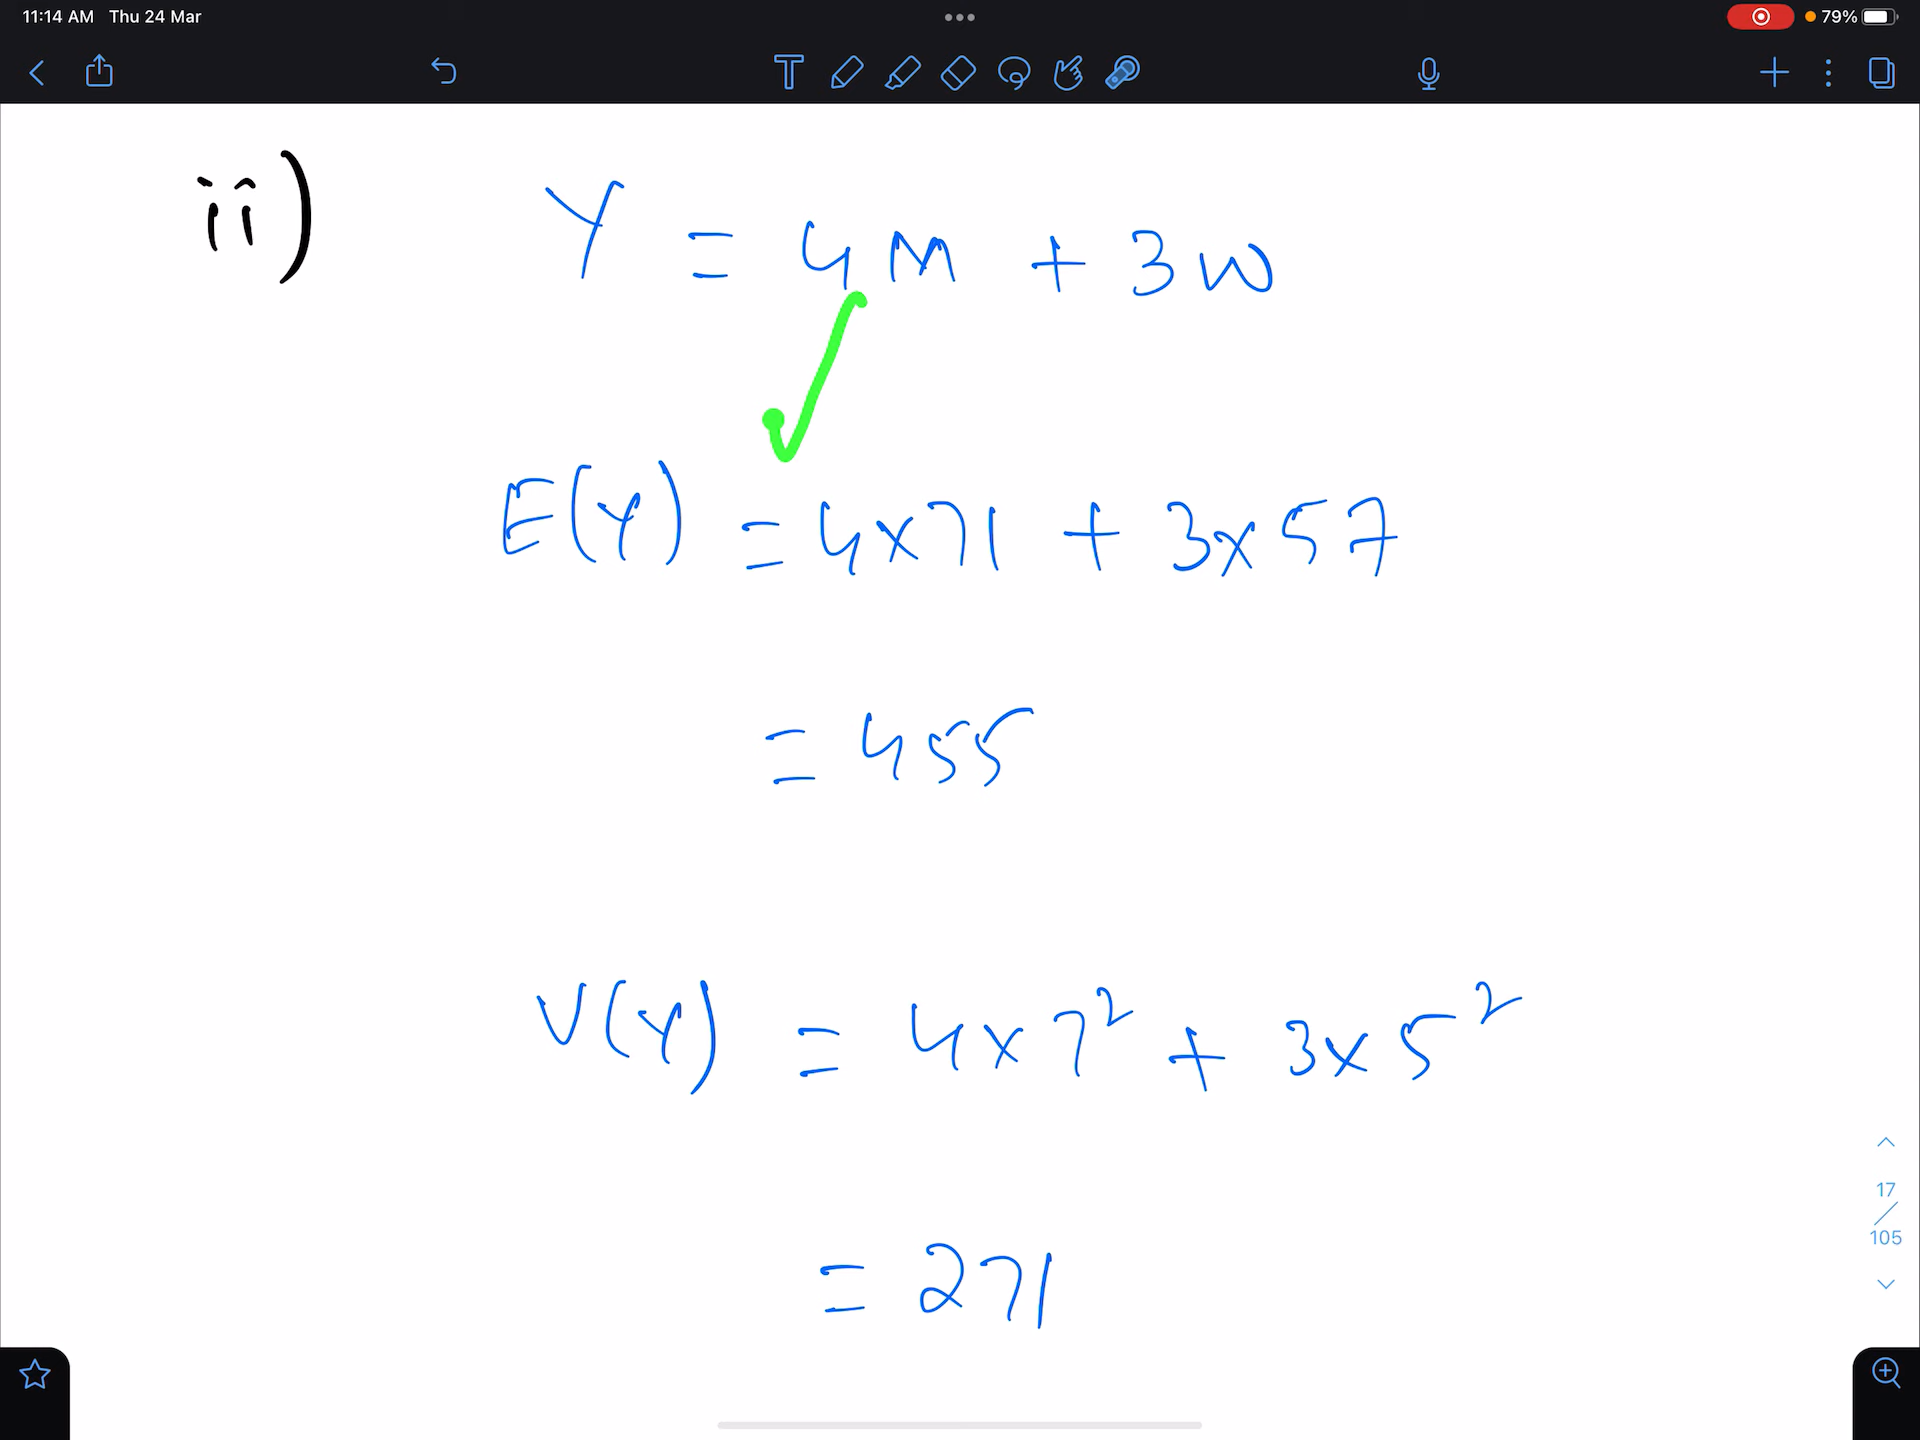 11:14 AM Thu 24 Mar
79%
ii) Y = 4M + 3W
E(Y) = 4x71 + 3x57
= 455
V(Y) = 4x7² + 3x5²
= 271
17
/
105